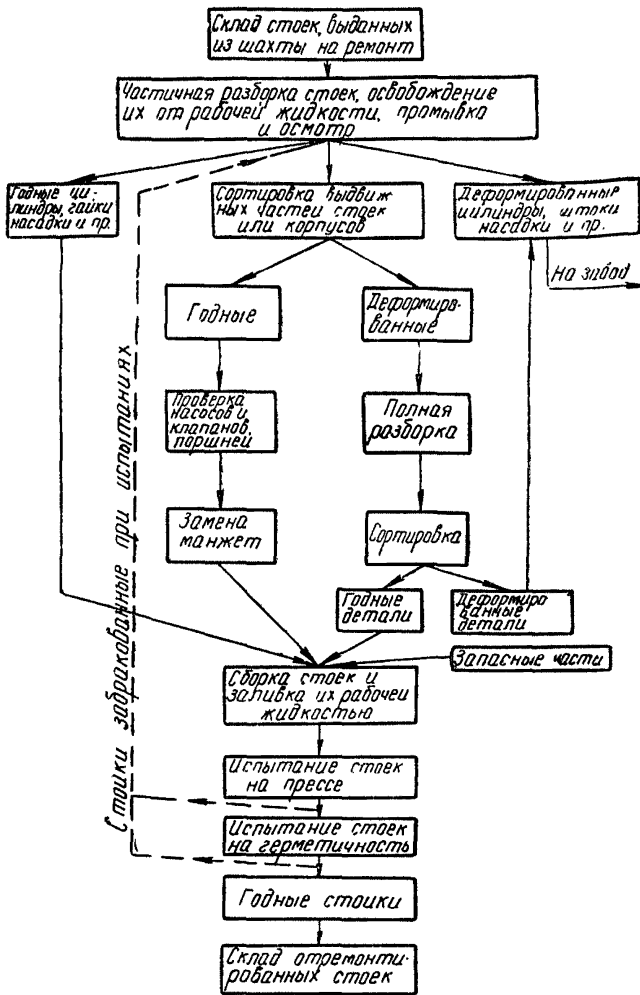 Склад стоек, выданных
из шахты на ремонт
Частичная разборка стоек, освобождение
их от рабочей жидкости, промывка
и осмотр
Годные ци-
линдры, гайки
насадки и пр.
Сортировка выдвиж
ных частей стоек
или корпусов
Деформированные
цилиндры, штоки
насадки и пр.
На завод
Годные
Деформиро-
ванные
Проверка
насосов и
клапанов,
поршней
Полная
разборка
Замена
манжет
Сортировка
Годные
детали
Деформиро
ванные
детали
Запасные части
Сборка стоек и
заливка их рабочей
жидкостью
Испытание стоек
на прессе
Испытание стоек
на герметичность
Годные стойки
Склад отремонти-
рованных стоек
Стойки забракованные при испытаниях